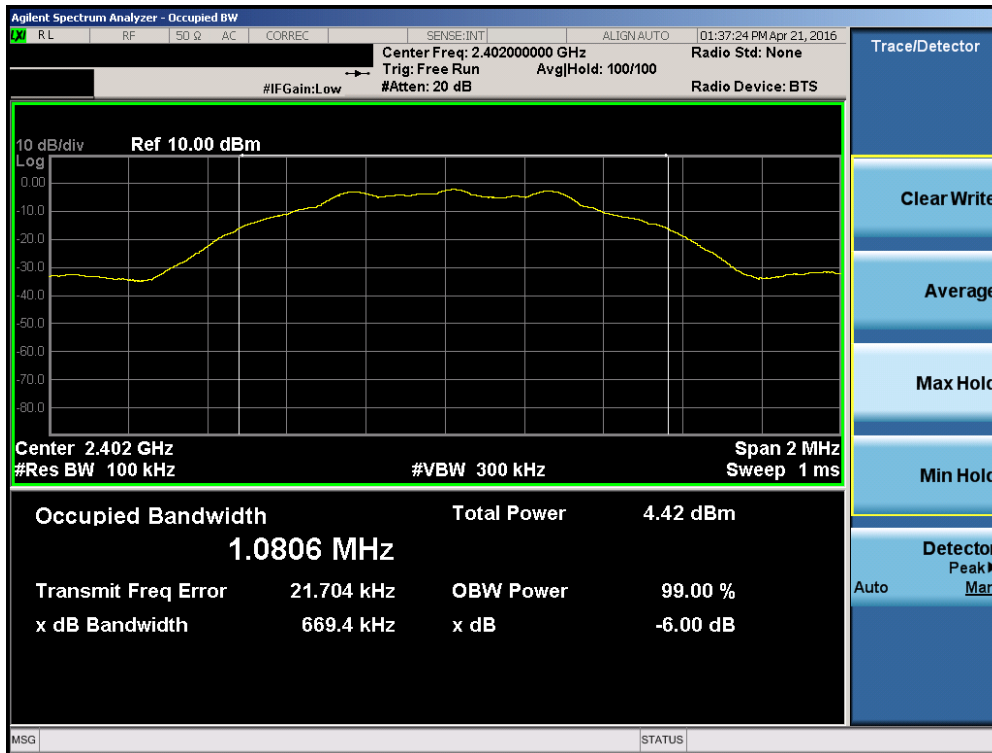 Agilent Spectrum Analyzer - Occupied BW
LXI RL RF 50 Ω AC CORREC SENSE:INT ALIGN AUTO 01:37:24 PM Apr 21, 2016
Center Freq: 2.402000000 GHz Radio Std: None
Trig: Free Run Avg|Hold: 100/100
#IFGain:Low #Atten: 20 dB Radio Device: BTS
Trace/Detector
10 dB/div Ref 10.00 dBm
Log
0.00
-10.0
-20.0
-30.0
-40.0
-50.0
-60.0
-70.0
-80.0
Center 2.402 GHz Span 2 MHz
#Res BW 100 kHz #VBW 300 kHz Sweep 1 ms
Occupied Bandwidth Total Power 4.42 dBm
1.0806 MHz
Transmit Freq Error 21.704 kHz OBW Power 99.00 %
x dB Bandwidth 669.4 kHz x dB -6.00 dB
Clear Write
Average
Max Hold
Min Hold
Detector
Peak
Auto Man
MSG STATUS